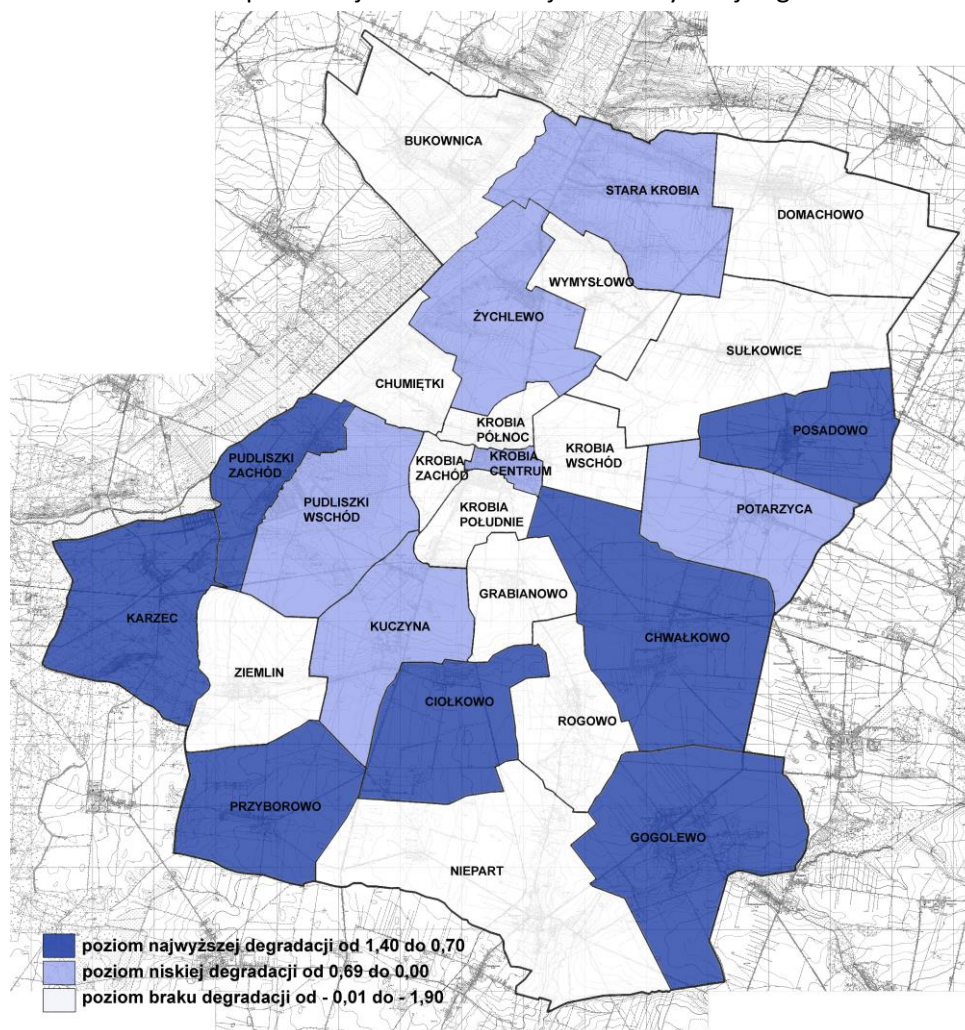 BUKOWNICA
STARA KROBIA
DOMACHOWO
WYMYSŁOWO
ŻYCHLEWO
SUŁKOWICE
CHUMIĘTKI
KROBIA
PÓŁNOC
POSADOWO
PUDLISZKI
ZACHÓD
KROBIA
ZACHÓD
KROBIA
CENTRUM
KROBIA
WSCHÓD
PUDLISZKI
WSCHÓD
KROBIA
POŁUDNIE
POTARZYCA
GRABIANOWO
KARZEC
KUCZYNA
CHWAŁKOWO
ZIEMLIN
CIOŁKOWO
ROGOWO
PRZYBOROWO
GOGOLEWO
NIEPART
poziom najwyższej degradacji od 1,40 do 0,70
poziom niskiej degradacji od 0,69 do 0,00
poziom braku degradacji od - 0,01 do - 1,90